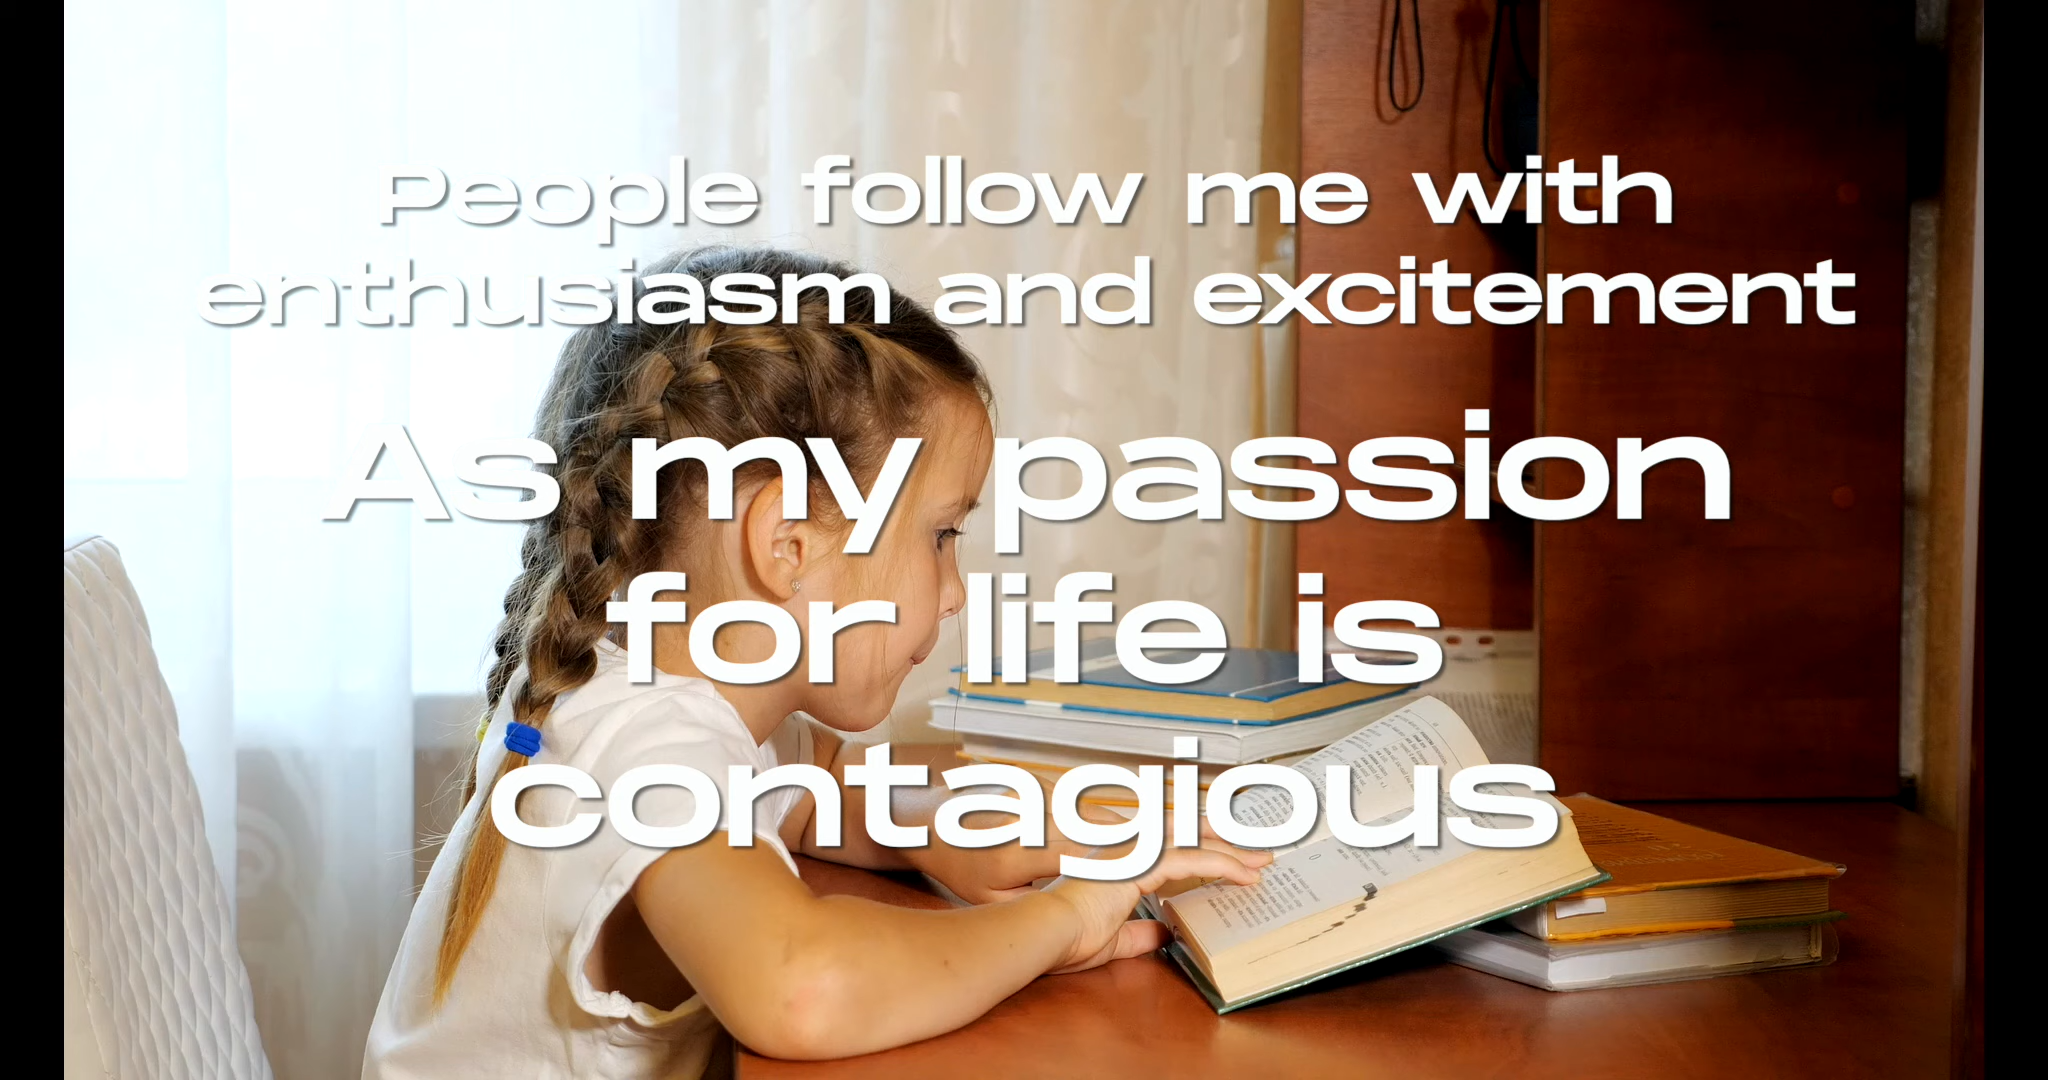 People follow me with
enthusiasm and excitement
As my passion
for life is
contagious